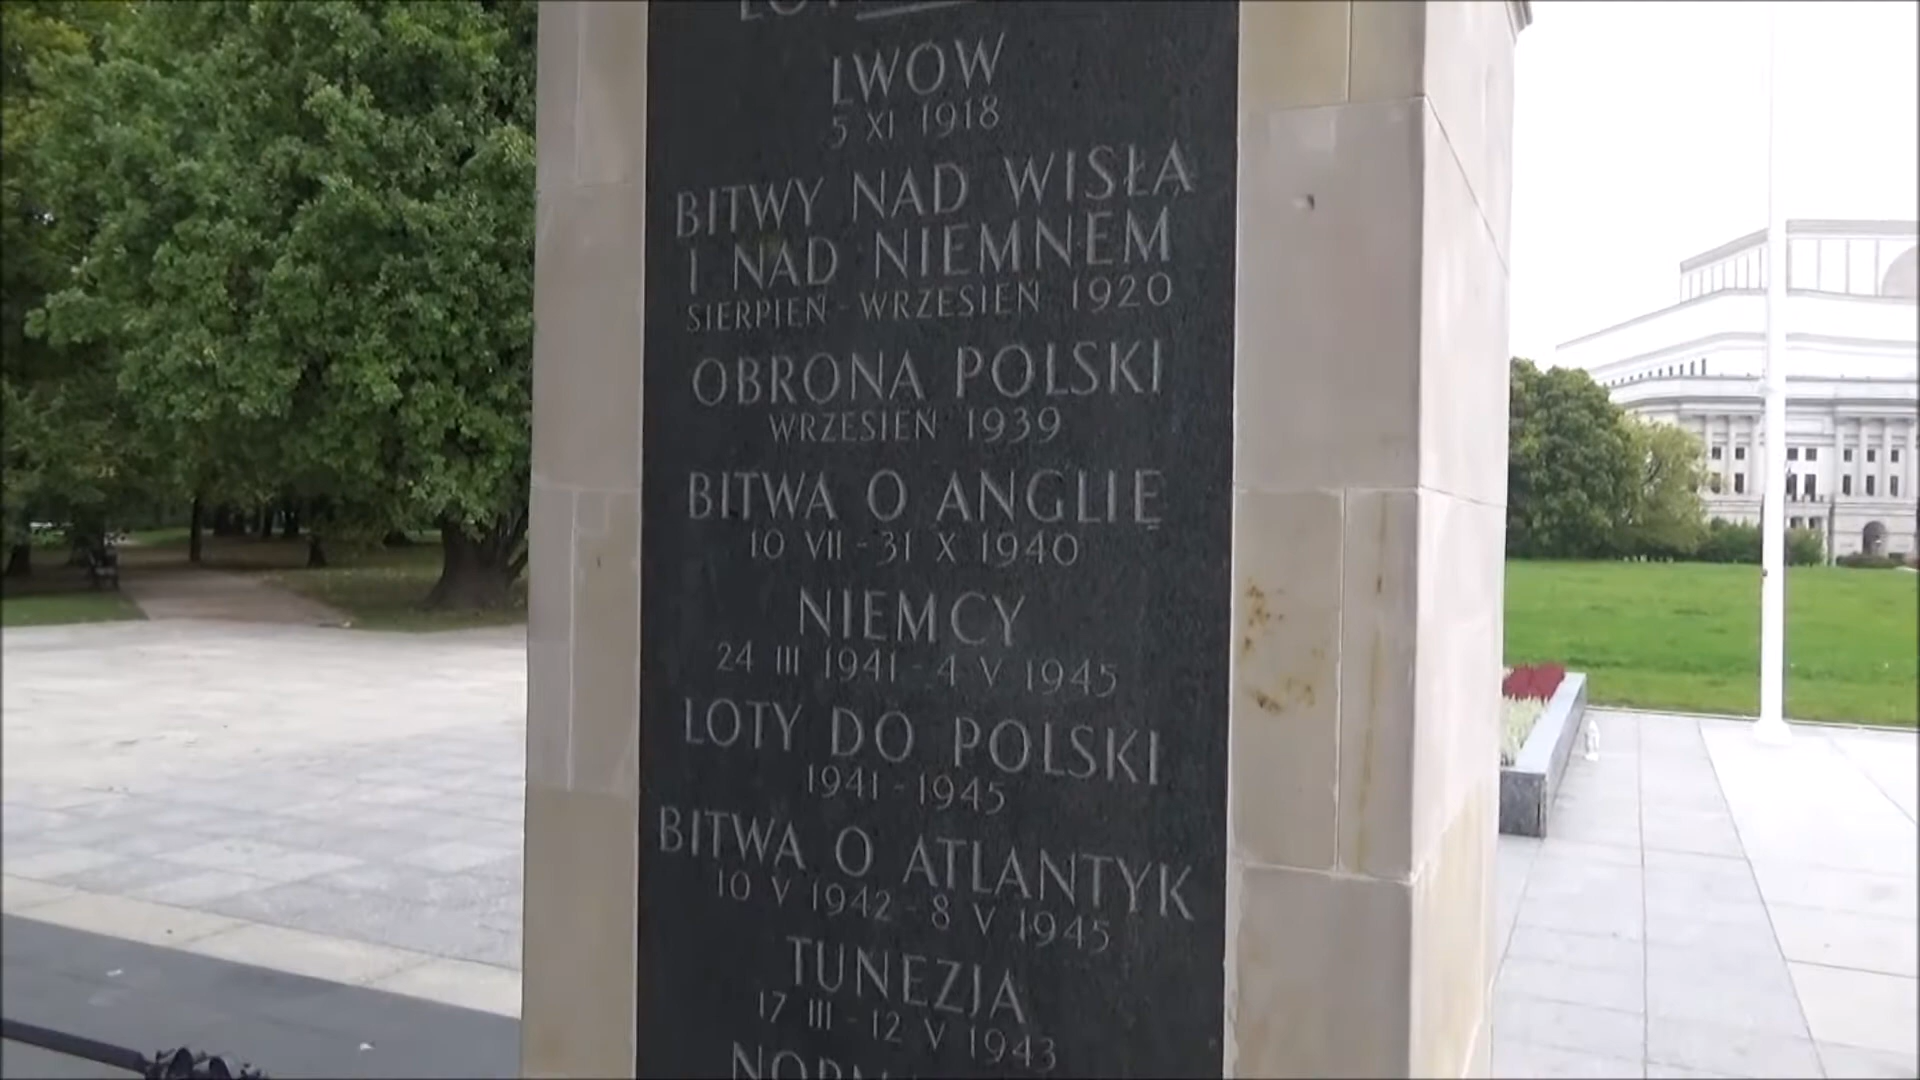 LWÓW
5 XI 1918
BITWY NAD WISŁĄ
I NAD NIEMNEM
SIERPIEŃ - WRZESIEŃ 1920
OBRONA POLSKI
WRZESIEŃ 1939
BITWA O ANGLIĘ
10 VII - 31 X 1940
NIEMCY
24 III 1941 - 4 V 1945
LOTY DO POLSKI
1941 - 1945
BITWA O ATLANTYK
10 V 1942 - 8 V 1945
TUNEZJA
17 III - 12 V 1943